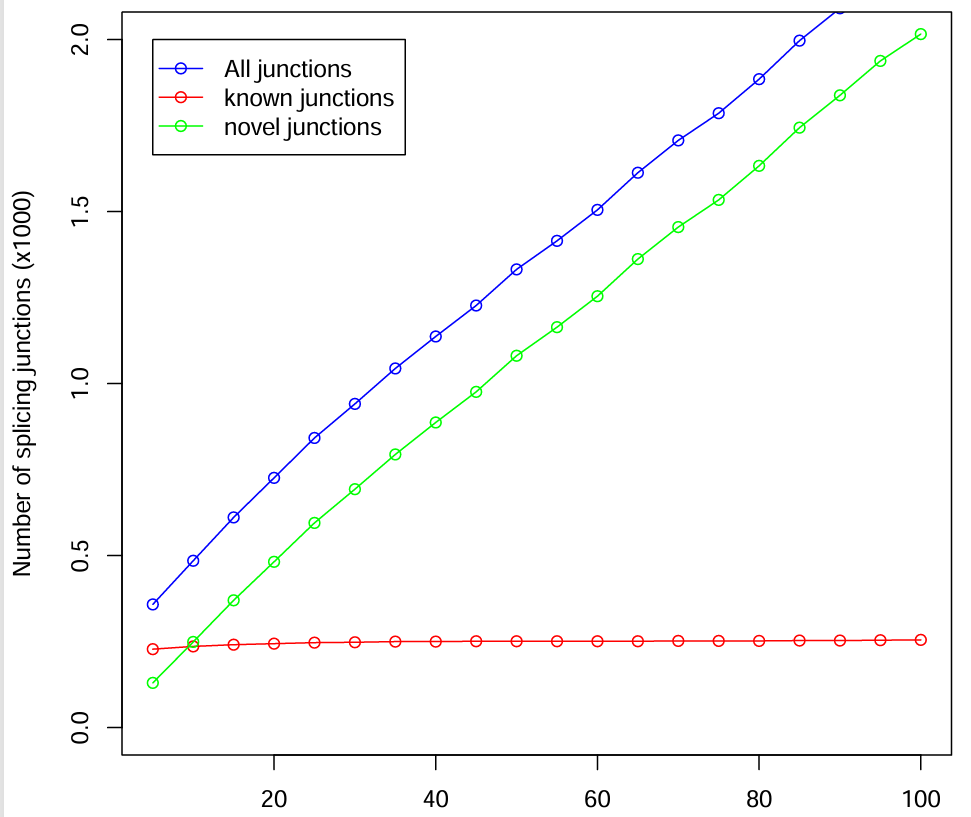 All junctions
known junctions
novel junctions
Number of splicing junctions (x1000)
2.0
1.5
1.0
0.5
0.0
20 40 60 80 100